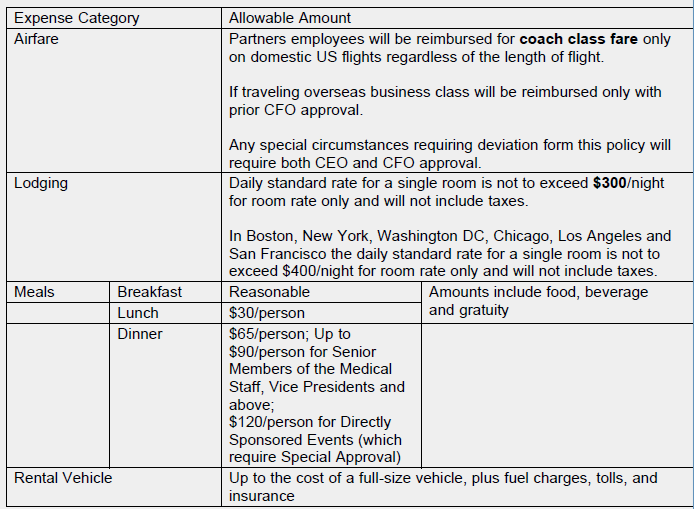 Expense Category
Allowable Amount
Airfare
Partners employees will be reimbursed for coach class fare only
on domestic US flights regardless of the length of flight.
If traveling overseas business class will be reimbursed only with
prior CFO approval.
Any special circumstances requiring deviation form this policy will
require both CEO and CFO approval.
Lodging
Daily standard rate for a single room is not to exceed $300/night
for room rate only and will not include taxes.
In Boston, New York, Washington DC, Chicago, Los Angeles and
San Francisco the daily standard rate for a single room is not to
exceed $400/night for room rate only and will not include taxes.
Meals
Breakfast
Reasonable
Amounts include food, beverage
and gratuity
Lunch
$30/person
Dinner
$65/person; Up to
$90/person for Senior
Members of the Medical
Staff, Vice Presidents and
above;
$120/person for Directly
Sponsored Events (which
require Special Approval)
Rental Vehicle
Up to the cost of a full-size vehicle, plus fuel charges, tolls, and
insurance